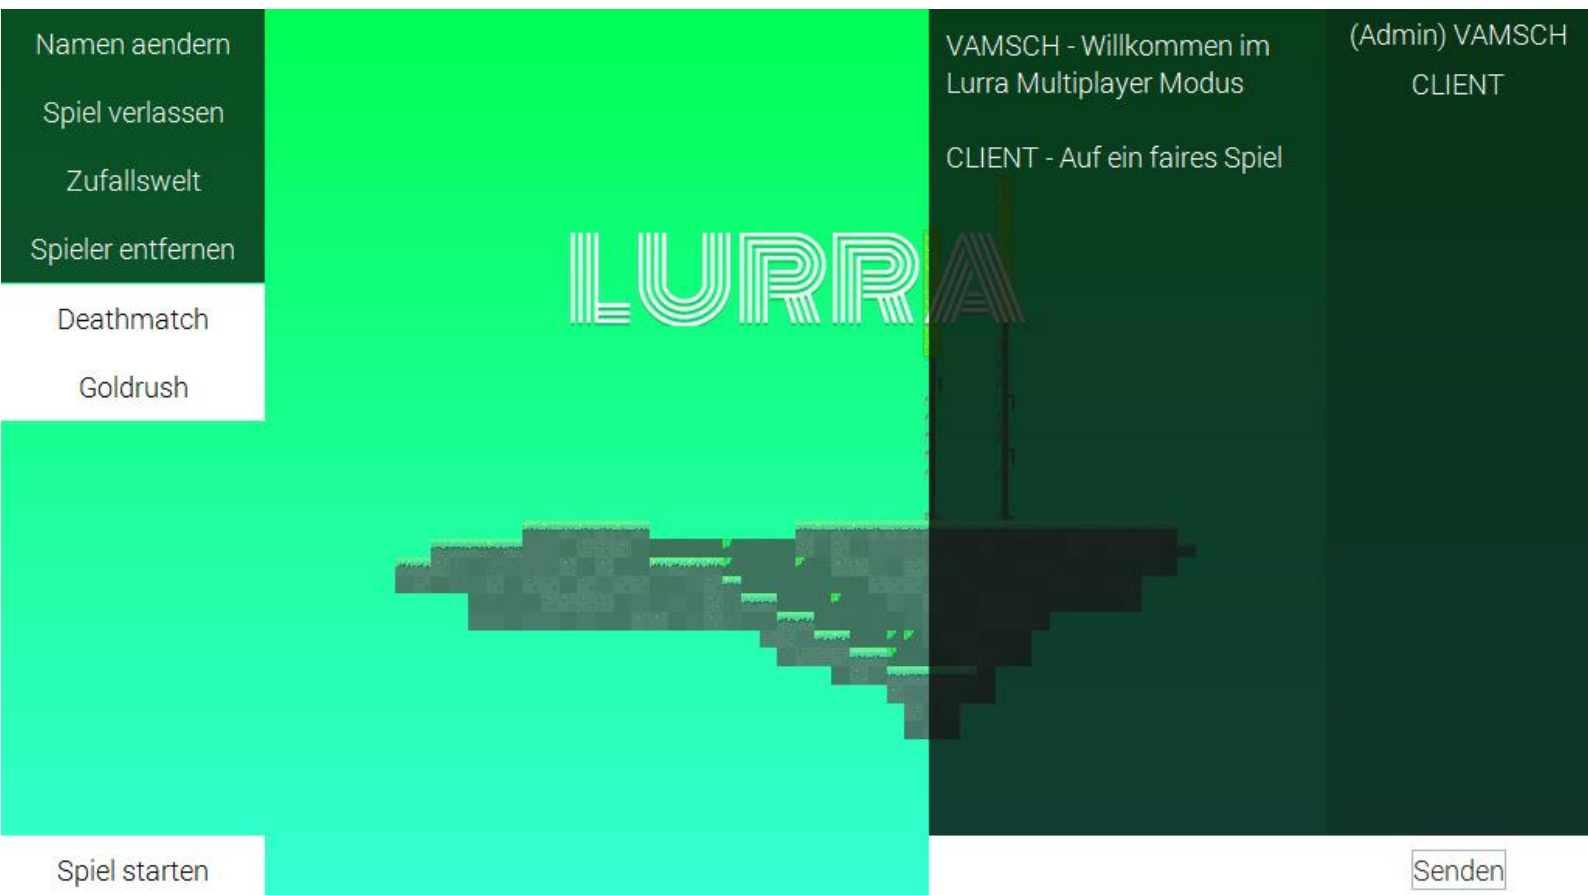 Namen aendern
Spiel verlassen
Zufallswelt
Spieler entfernen
Deathmatch
Goldrush
Spiel starten
LURRA
VAMSCH - Willkommen im
Lurra Multiplayer Modus
CLIENT - Auf ein faires Spiel
(Admin) VAMSCH
CLIENT
Senden